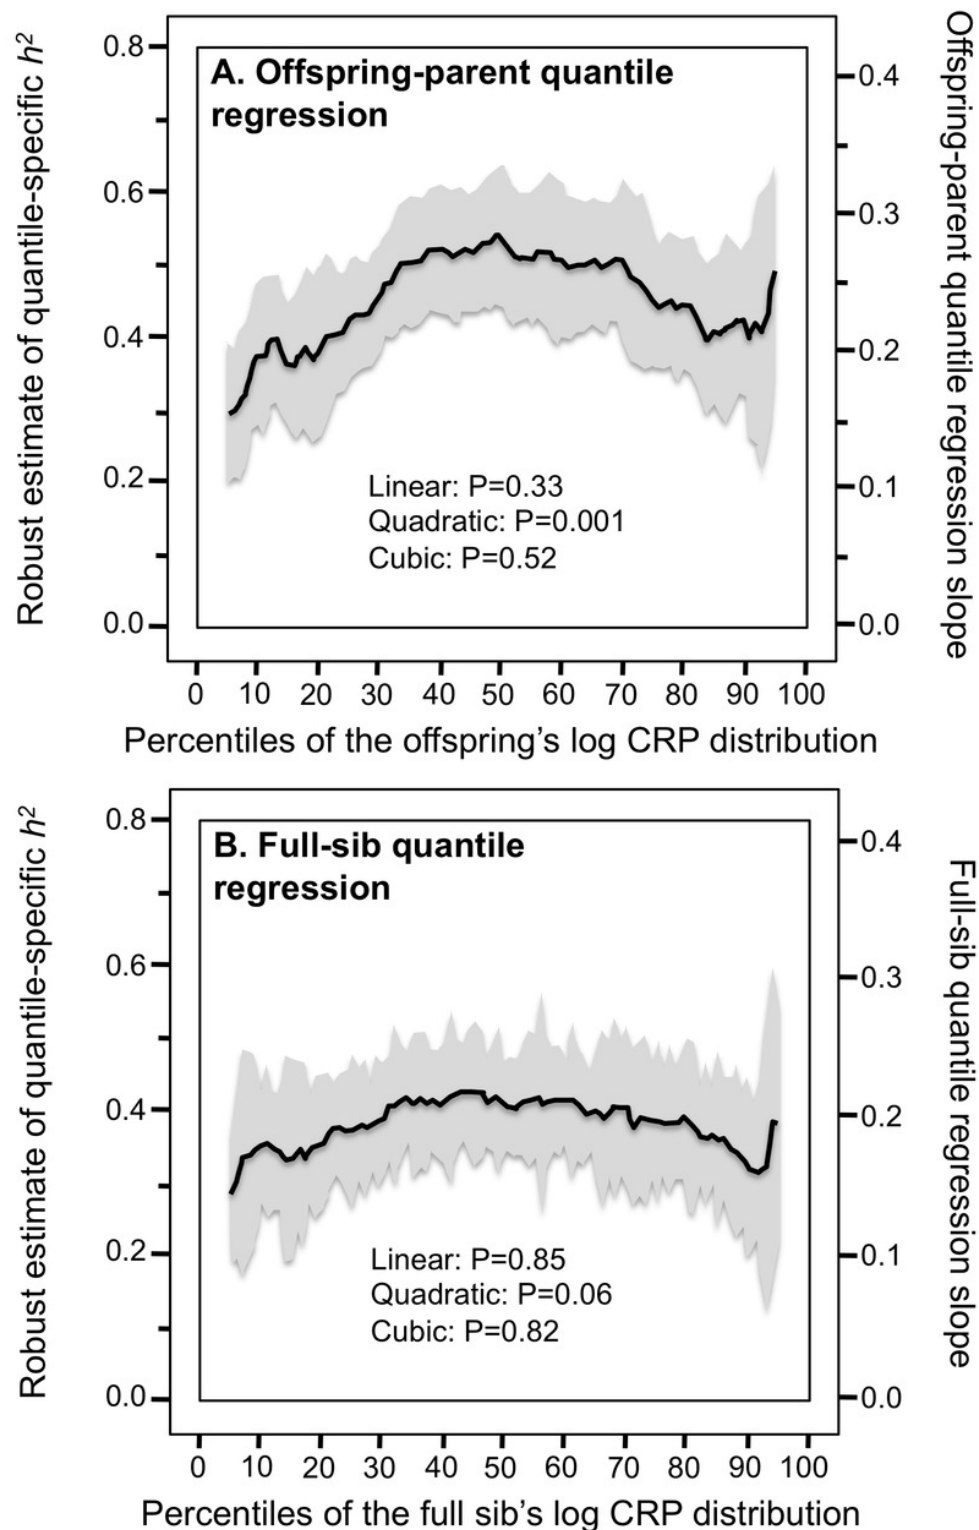 Robust estimate of quantile-specific h²
0.8
0.6
0.4
0.2
0.0
A. Offspring-parent quantile
regression
Linear: P=0.33
Quadratic: P=0.001
Cubic: P=0.52
0.4
0.3
0.2
0.1
0.0
Offspring-parent quantile regression slope
0 10 20 30 40 50 60 70 80 90 100
Percentiles of the offspring’s log CRP distribution
Robust estimate of quantile-specific h²
0.8
0.6
0.4
0.2
0.0
B. Full-sib quantile
regression
Linear: P=0.85
Quadratic: P=0.06
Cubic: P=0.82
0.4
0.3
0.2
0.1
0.0
Full-sib quantile regression slope
0 10 20 30 40 50 60 70 80 90 100
Percentiles of the full sib’s log CRP distribution